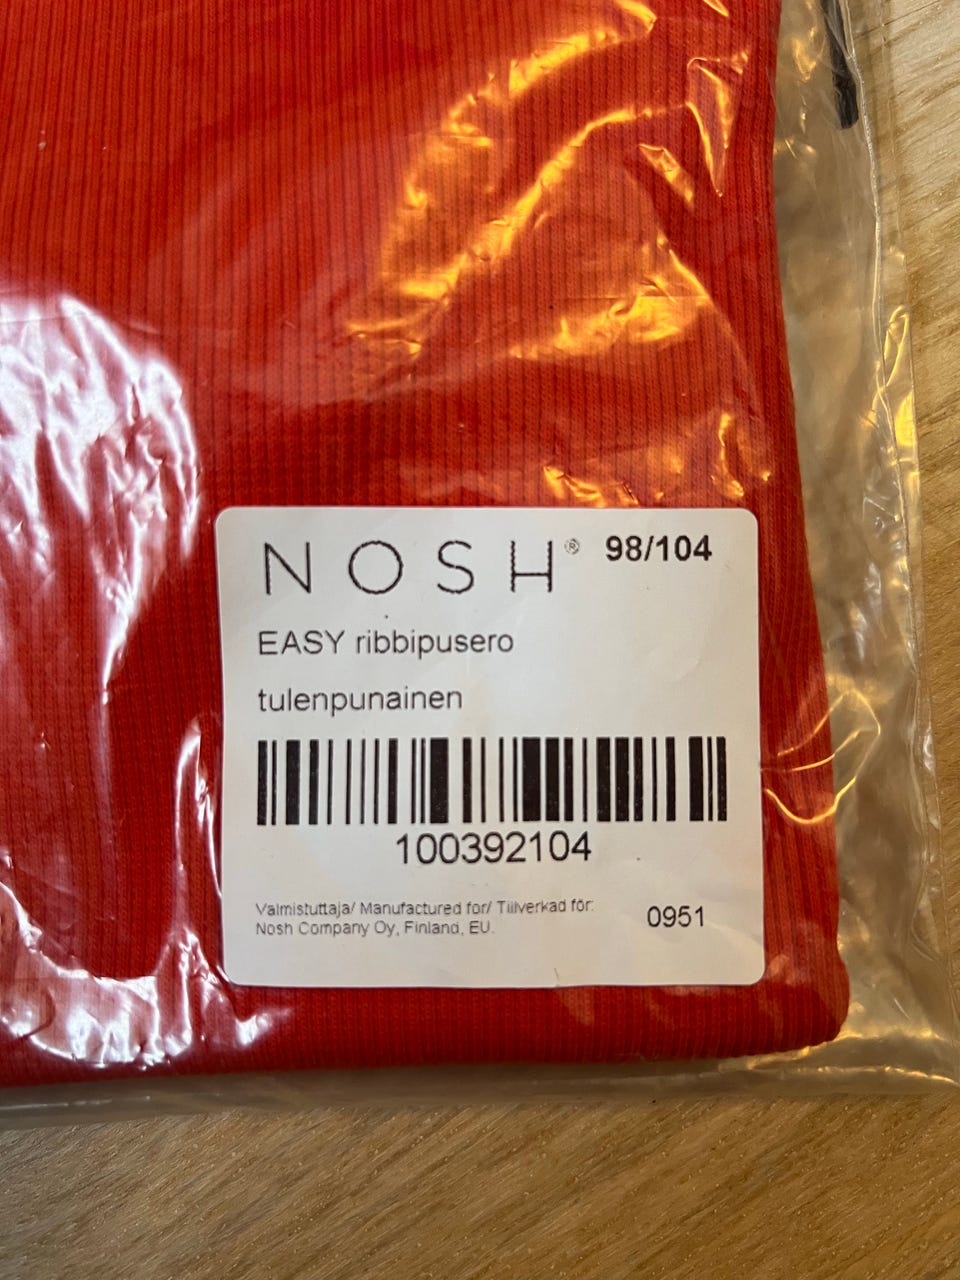 NOSH® 98/104
EASY ribbipusero
tulenpunainen
100392104
Valmistuttaja/ Manufactured for/ Tillverkad för:
Nosh Company Oy, Finland, EU.
0951